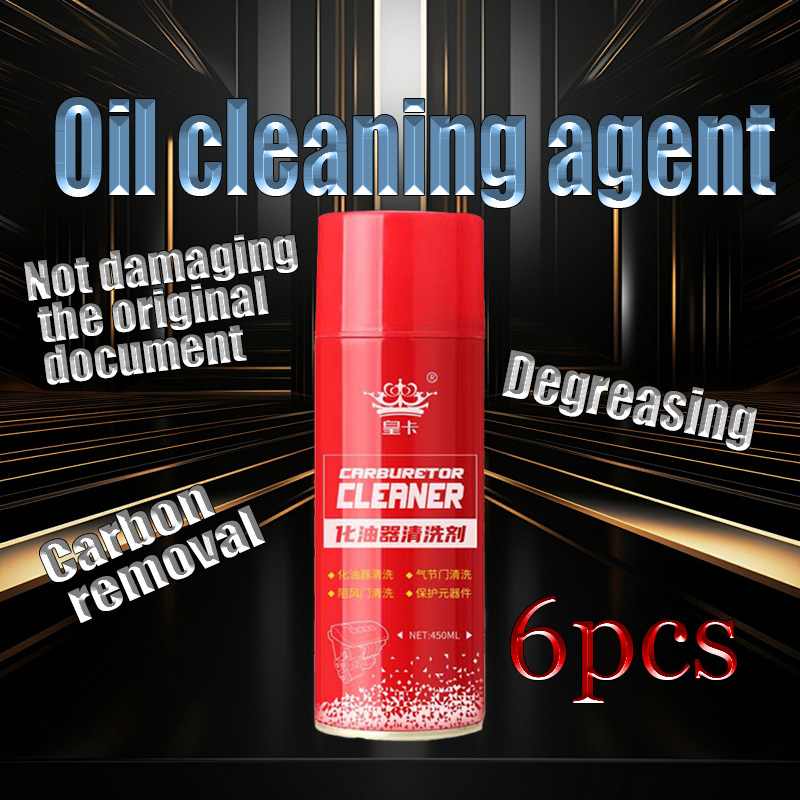 Oil cleaning agent
Not damaging
the original
document
Degreasing
Carbon
removal
6pcs
®
皇卡
CARBURETOR
CLEANER
化油器清洗剂
◆ 化油器清洗 ◆ 气节门清洗
◆ 阻风门清洗 ◆ 保护元器件
NET:450ML